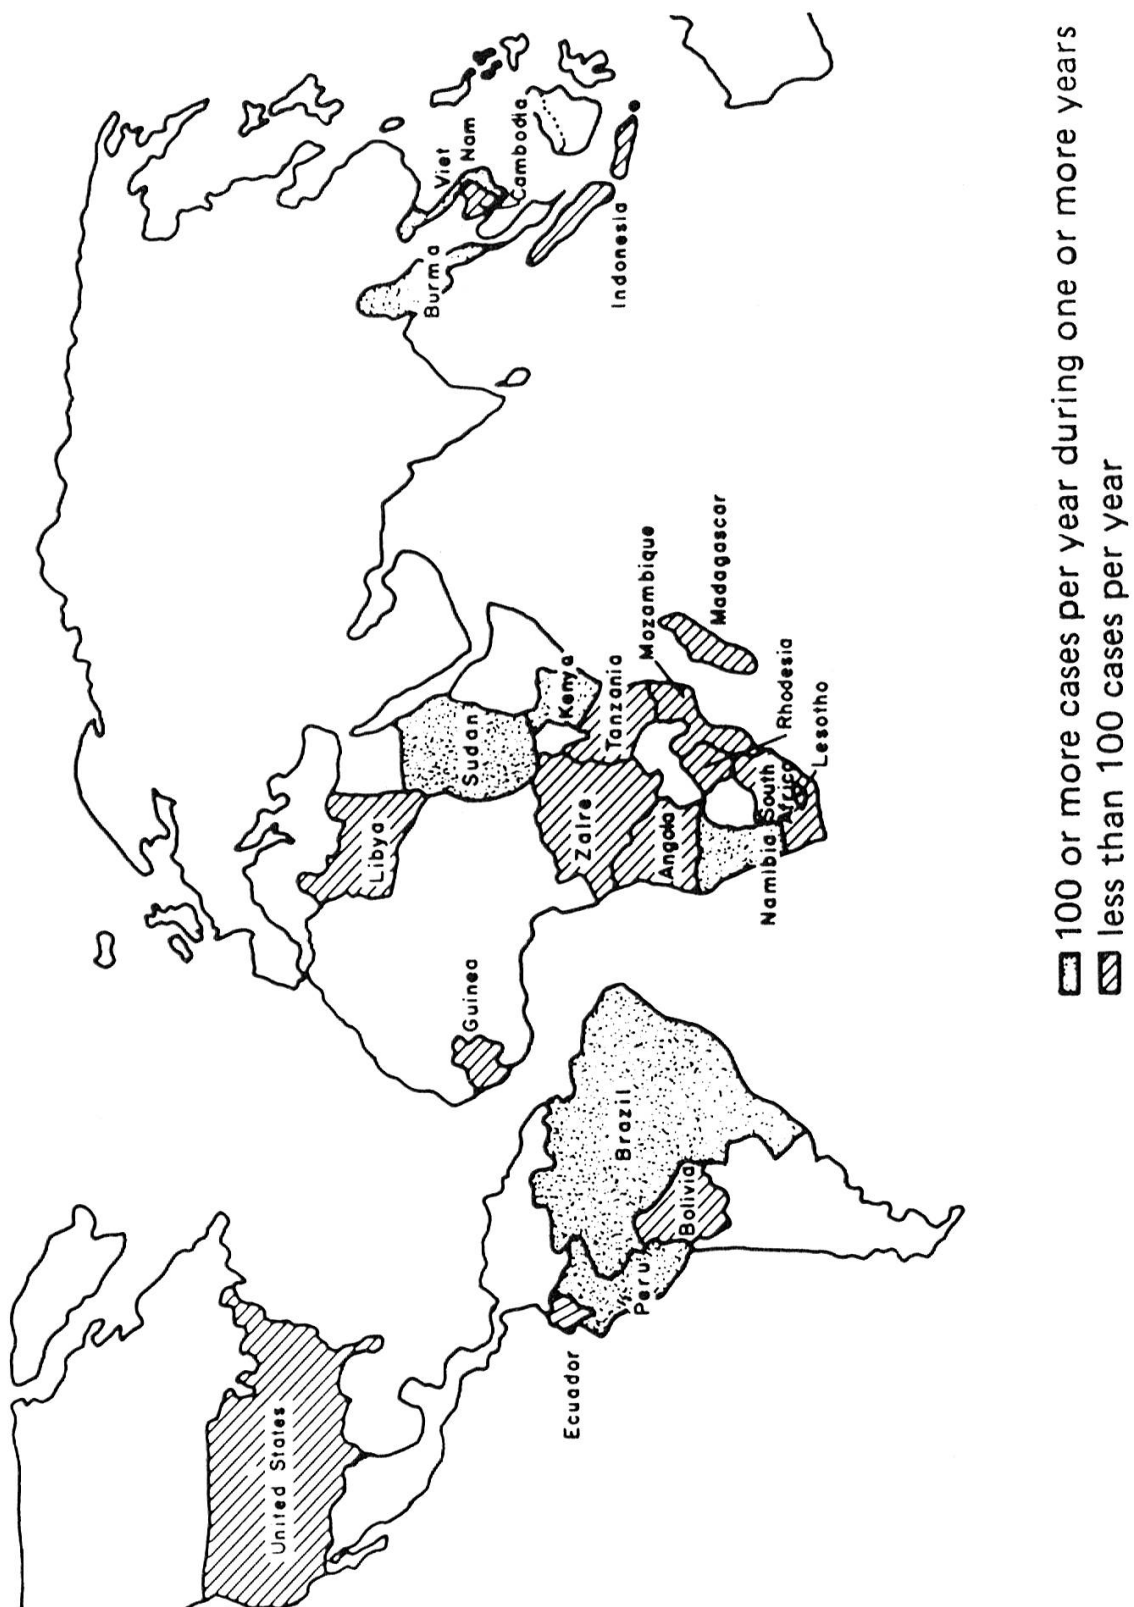 United States
Ecuador
Peru
Bolivia
Brazil
Guinea
Libya
Sudan
Zaire
Angola
Namibia
South
Africa
Lesotho
Rhodesia
Mozambique
Madagascar
Tanzania
Kenya
Burma
Viet
Nam
Cambodia
Indonesia
100 or more cases per year during one or more years
less than 100 cases per year